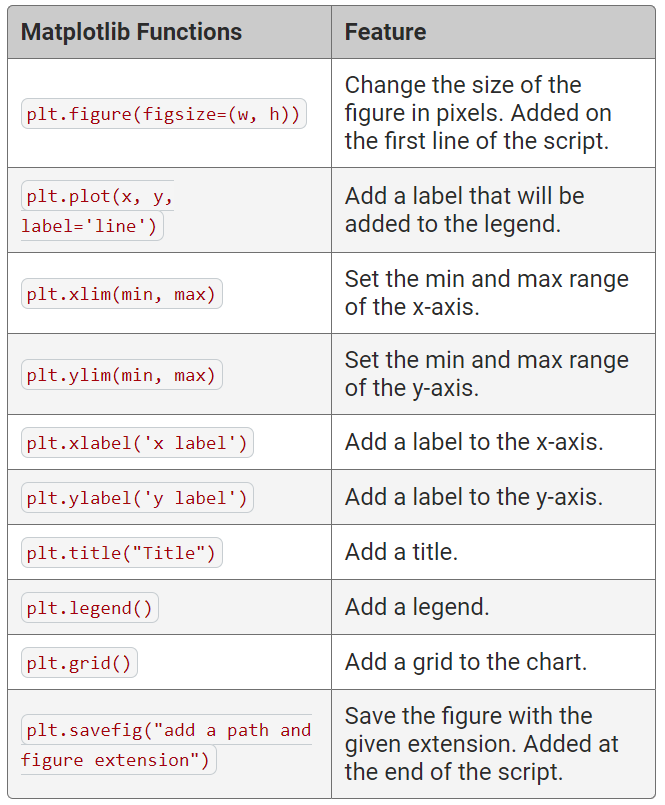 Matplotlib Functions
Feature
plt.figure(figsize=(w, h))
Change the size of the
figure in pixels. Added on
the first line of the script.
plt.plot(x, y,
label='line')
Add a label that will be
added to the legend.
plt.xlim(min, max)
Set the min and max range
of the x-axis.
plt.ylim(min, max)
Set the min and max range
of the y-axis.
plt.xlabel('x label')
Add a label to the x-axis.
plt.ylabel('y label')
Add a label to the y-axis.
plt.title("Title")
Add a title.
plt.legend()
Add a legend.
plt.grid()
Add a grid to the chart.
plt.savefig("add a path and
figure extension")
Save the figure with the
given extension. Added at
the end of the script.